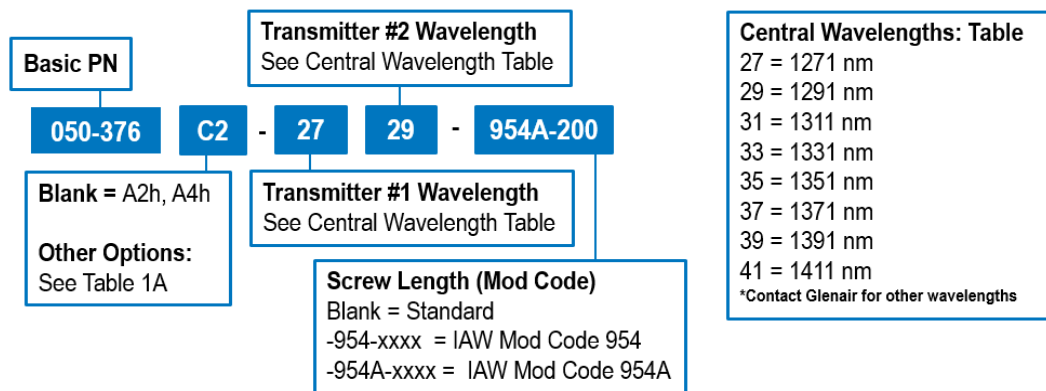 Basic PN
Transmitter #2 Wavelength
See Central Wavelength Table
050-376 C2 - 27 29 - 954A-200
Blank = A2h, A4h
Other Options:
See Table 1A
Transmitter #1 Wavelength
See Central Wavelength Table
Screw Length (Mod Code)
Blank = Standard
-954-xxxx = IAW Mod Code 954
-954A-xxxx = IAW Mod Code 954A
Central Wavelengths: Table
27 = 1271 nm
29 = 1291 nm
31 = 1311 nm
33 = 1331 nm
35 = 1351 nm
37 = 1371 nm
39 = 1391 nm
41 = 1411 nm
*Contact Glenair for other wavelengths